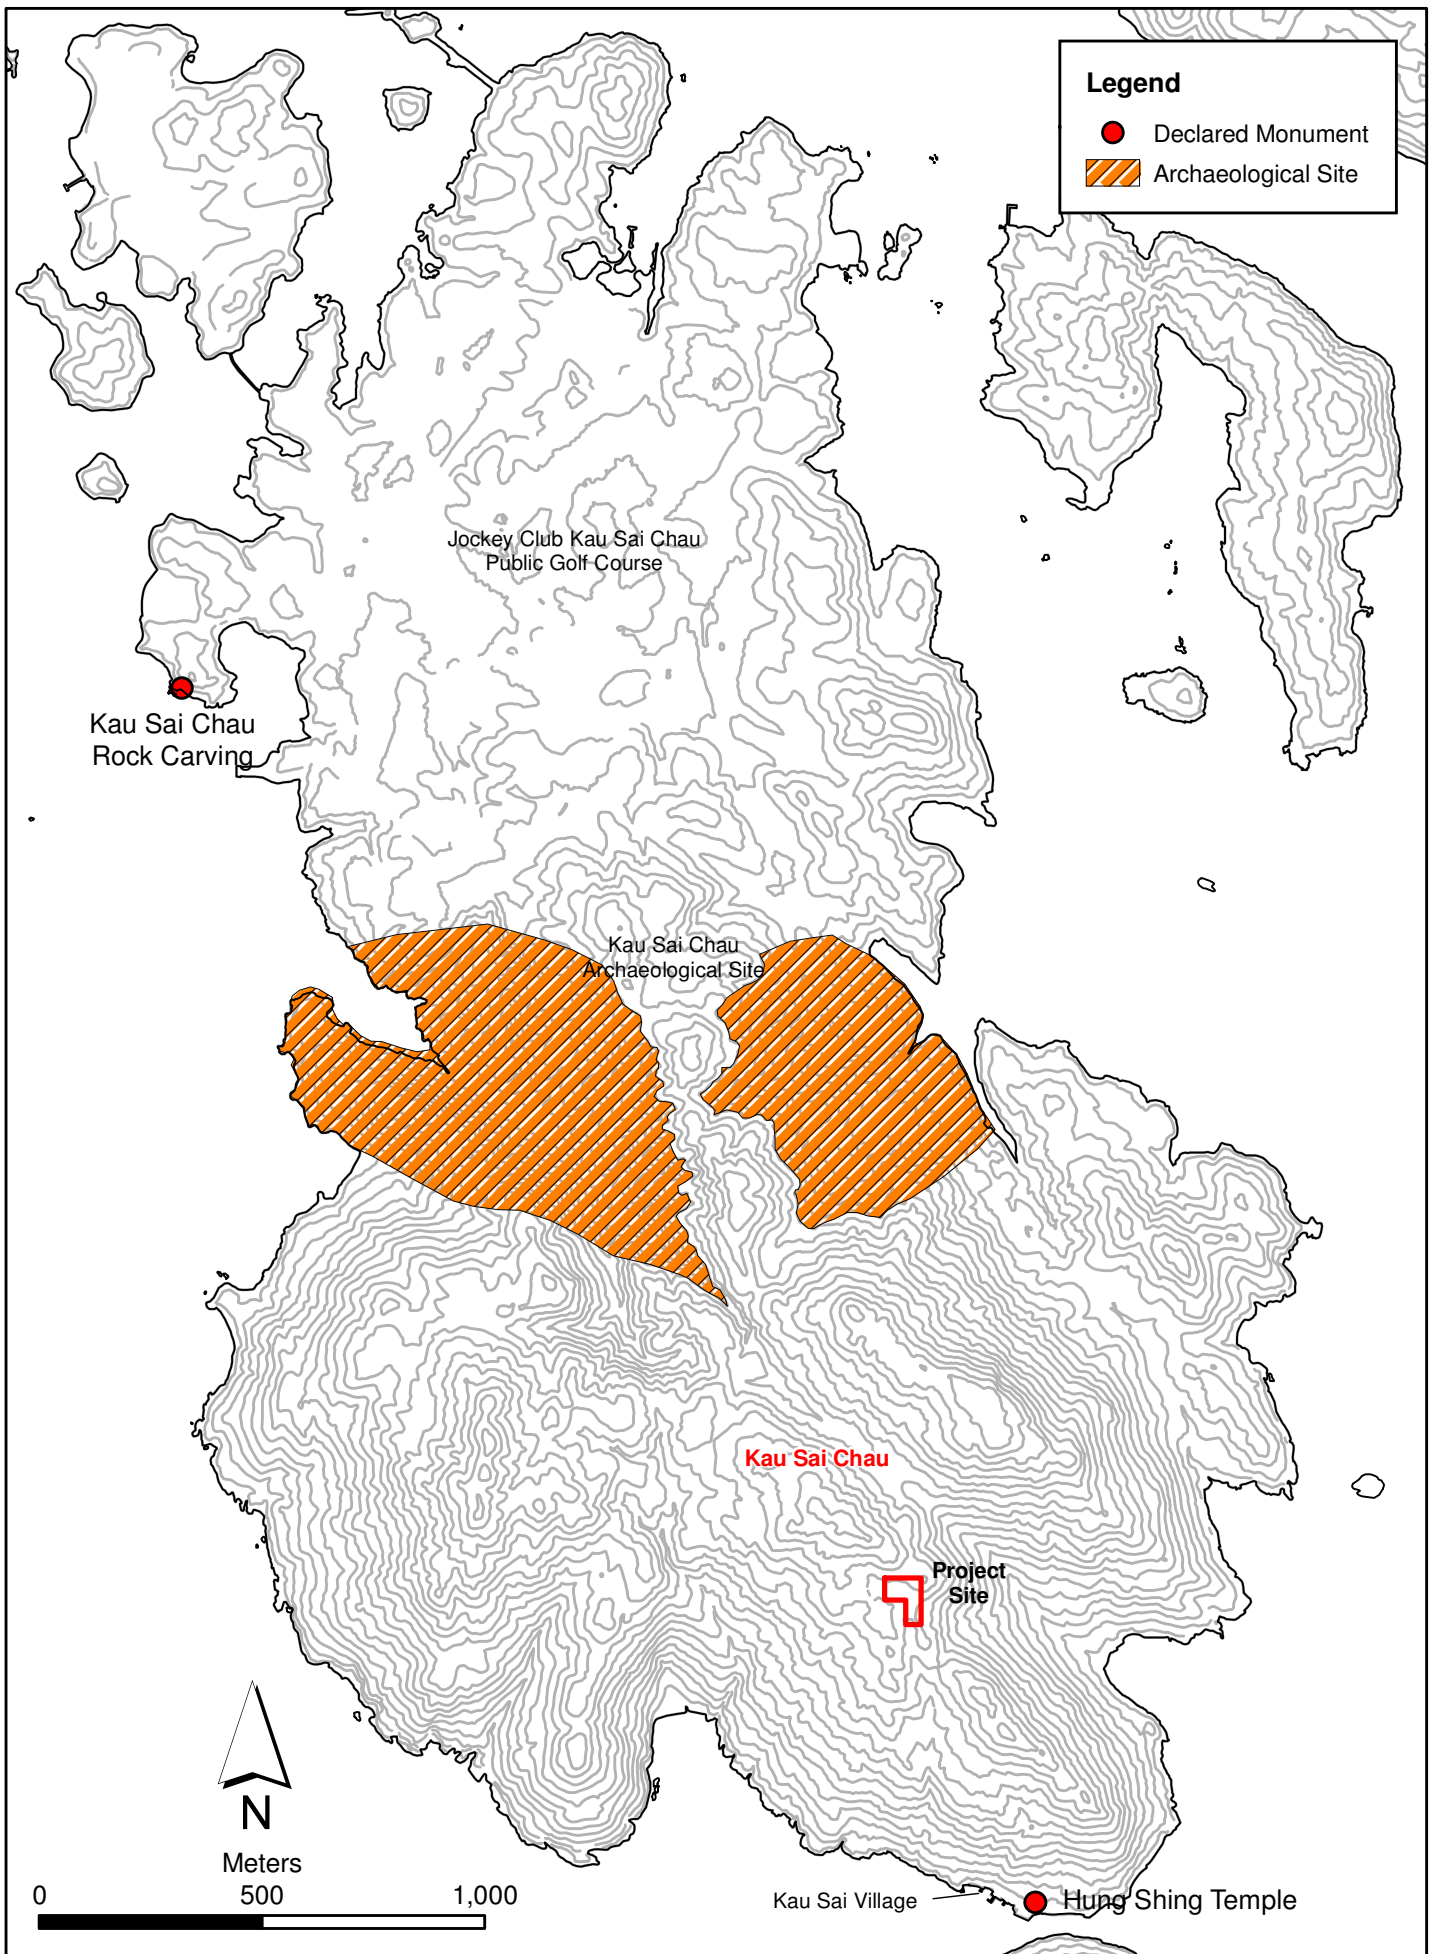 Legend
Declared Monument
Archaeological Site
Jockey Club Kau Sai Chau
Public Golf Course
Kau Sai Chau
Rock Carving
Kau Sai Chau
Archaeological Site
Kau Sai Chau
Project
Site
N
Meters
0 500 1,000
Kau Sai Village
Hung Shing Temple